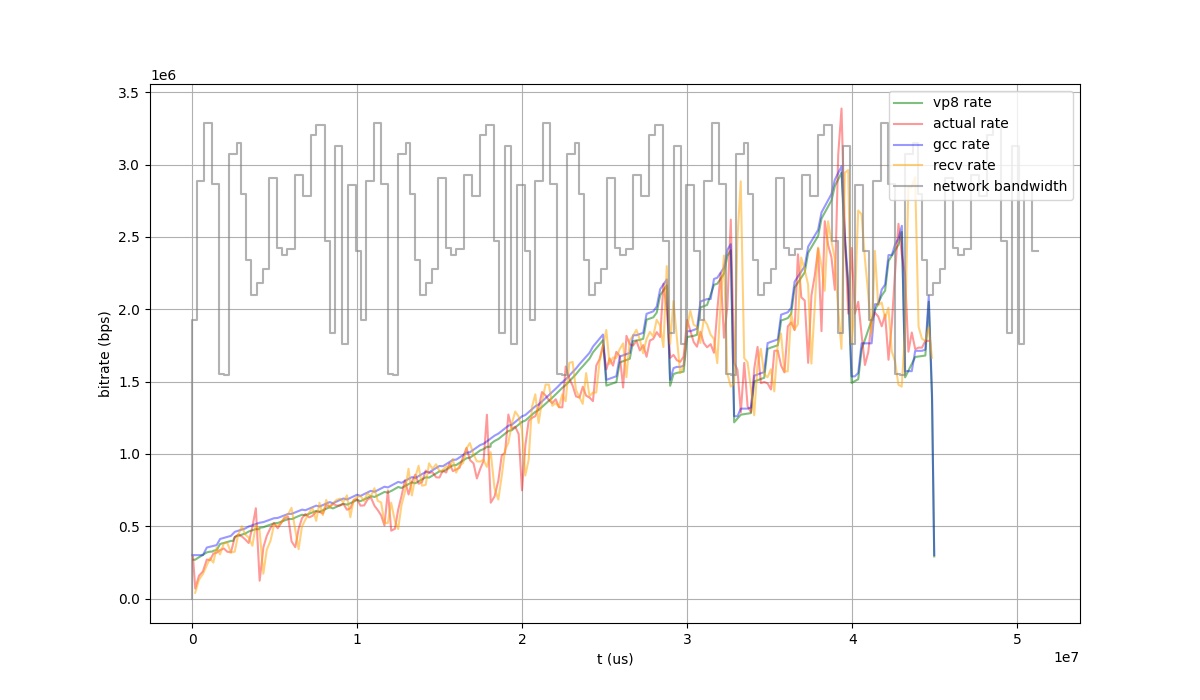 1e6
3.5
3.0
2.5
2.0
1.5
1.0
0.5
0.0
bitrate (bps)
vp8 rate
actual rate
gcc rate
recv rate
network bandwidth
0 1 2 3 4 5
t (us)
1e7